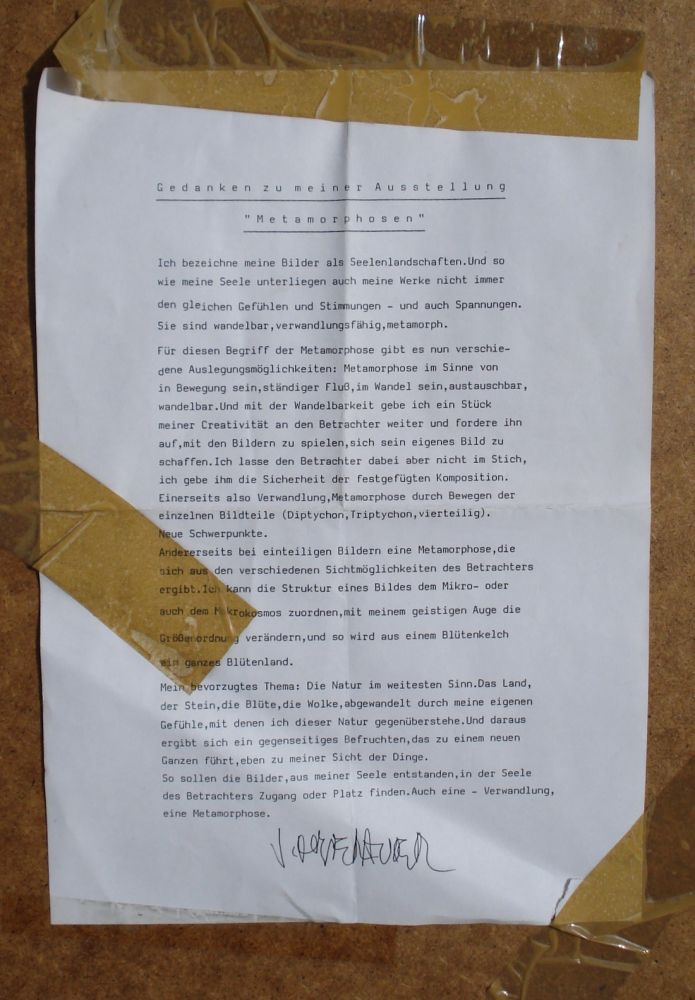 Gedanken zu meiner Ausstellung
"Metamorphosen"
Ich bezeichne meine Bilder als Seelenlandschaften.Und so
wie meine Seele unterliegen auch meine Werke nicht immer
den gleichen Gefühlen und Stimmungen - und auch Spannungen.
Sie sind wandelbar,verwandlungsfähig,metamorph.
Für diesen Begriff der Metamorphose gibt es nun verschie-
dene Auslegungsmöglichkeiten: Metamorphose im Sinne von
in Bewegung sein,ständiger Fluß,im Wandel sein,austauschbar,
wandelbar.Und mit der Wandelbarkeit gebe ich ein Stück
meiner Creativität an den Betrachter weiter und fordere ihn
auf,mit den Bildern zu spielen,sich sein eigenes Bild zu
schaffen.Ich lasse den Betrachter dabei aber nicht im Stich,
ich gebe ihm die Sicherheit der festgefügten Komposition.
Einerseits also Verwandlung,Metamorphose durch Bewegen der
einzelnen Bildteile (Diptychon,Triptychon,vierteilig).
Neue Schwerpunkte.
Andererseits bei einteiligen Bildern eine Metamorphose,die
sich aus den verschiedenen Sichtmöglichkeiten des Betrachters
ergibt.Ich kann die Struktur eines Bildes dem Mikro- oder
auch dem Makrokosmos zuordnen,mit meinem geistigen Auge die
Größenordnung verändern,und so wird aus einem Blütenkelch
ein ganzes Blütenland.
Mein bevorzugtes Thema: Die Natur im weitesten Sinn.Das Land,
der Stein,die Blüte,die Wolke,abgewandelt durch meine eigenen
Gefühle,mit denen ich dieser Natur gegenüberstehe.Und daraus
ergibt sich ein gegenseitiges Befruchten,das zu einem neuen
Ganzen führt,eben zu meiner Sicht der Dinge.
So sollen die Bilder,aus meiner Seele entstanden,in der Seele
des Betrachters Zugang oder Platz finden.Auch eine - Verwandlung,
eine Metamorphose.